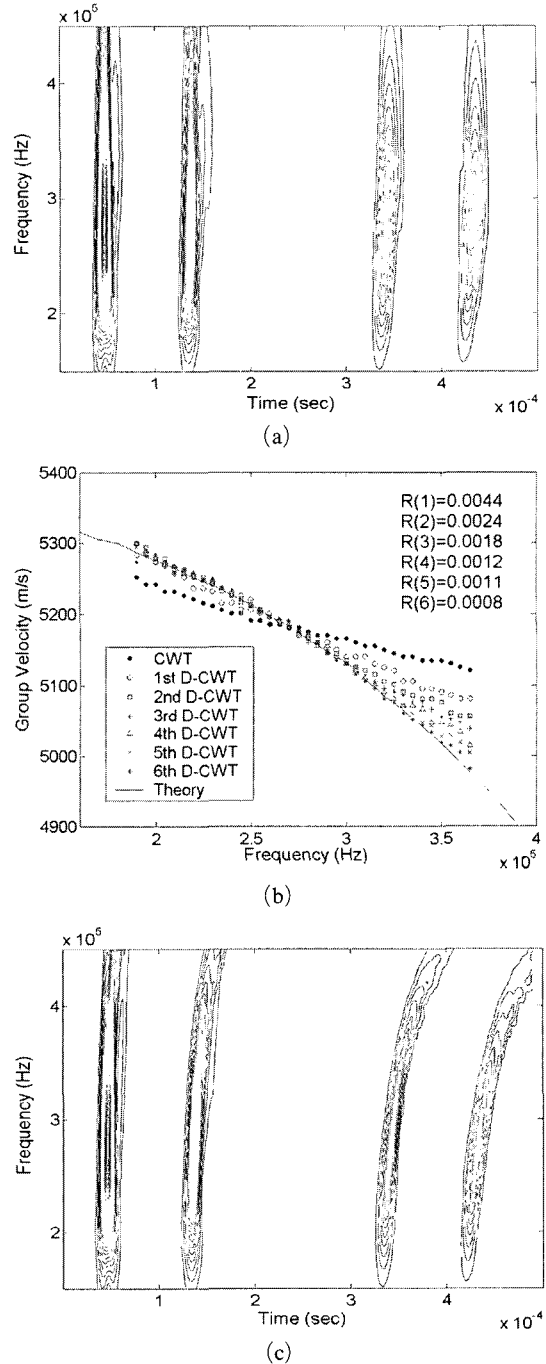 x 10^5
4
3
2
Frequency (Hz)
1 2 3 4
Time (sec)
x 10^-4
(a)
5400
5300
5200
5100
5000
4900
Group Velocity (m/s)
R(1)=0.0044
R(2)=0.0024
R(3)=0.0018
R(4)=0.0012
R(5)=0.0011
R(6)=0.0008
CWT
1st D-CWT
2nd D-CWT
3rd D-CWT
4th D-CWT
5th D-CWT
6th D-CWT
Theory
2 2.5 3 3.5
Frequency (Hz)
x 10^5
(b)
x 10^5
4
3
2
Frequency (Hz)
1 2 3 4
Time (sec)
x 10^-4
(c)